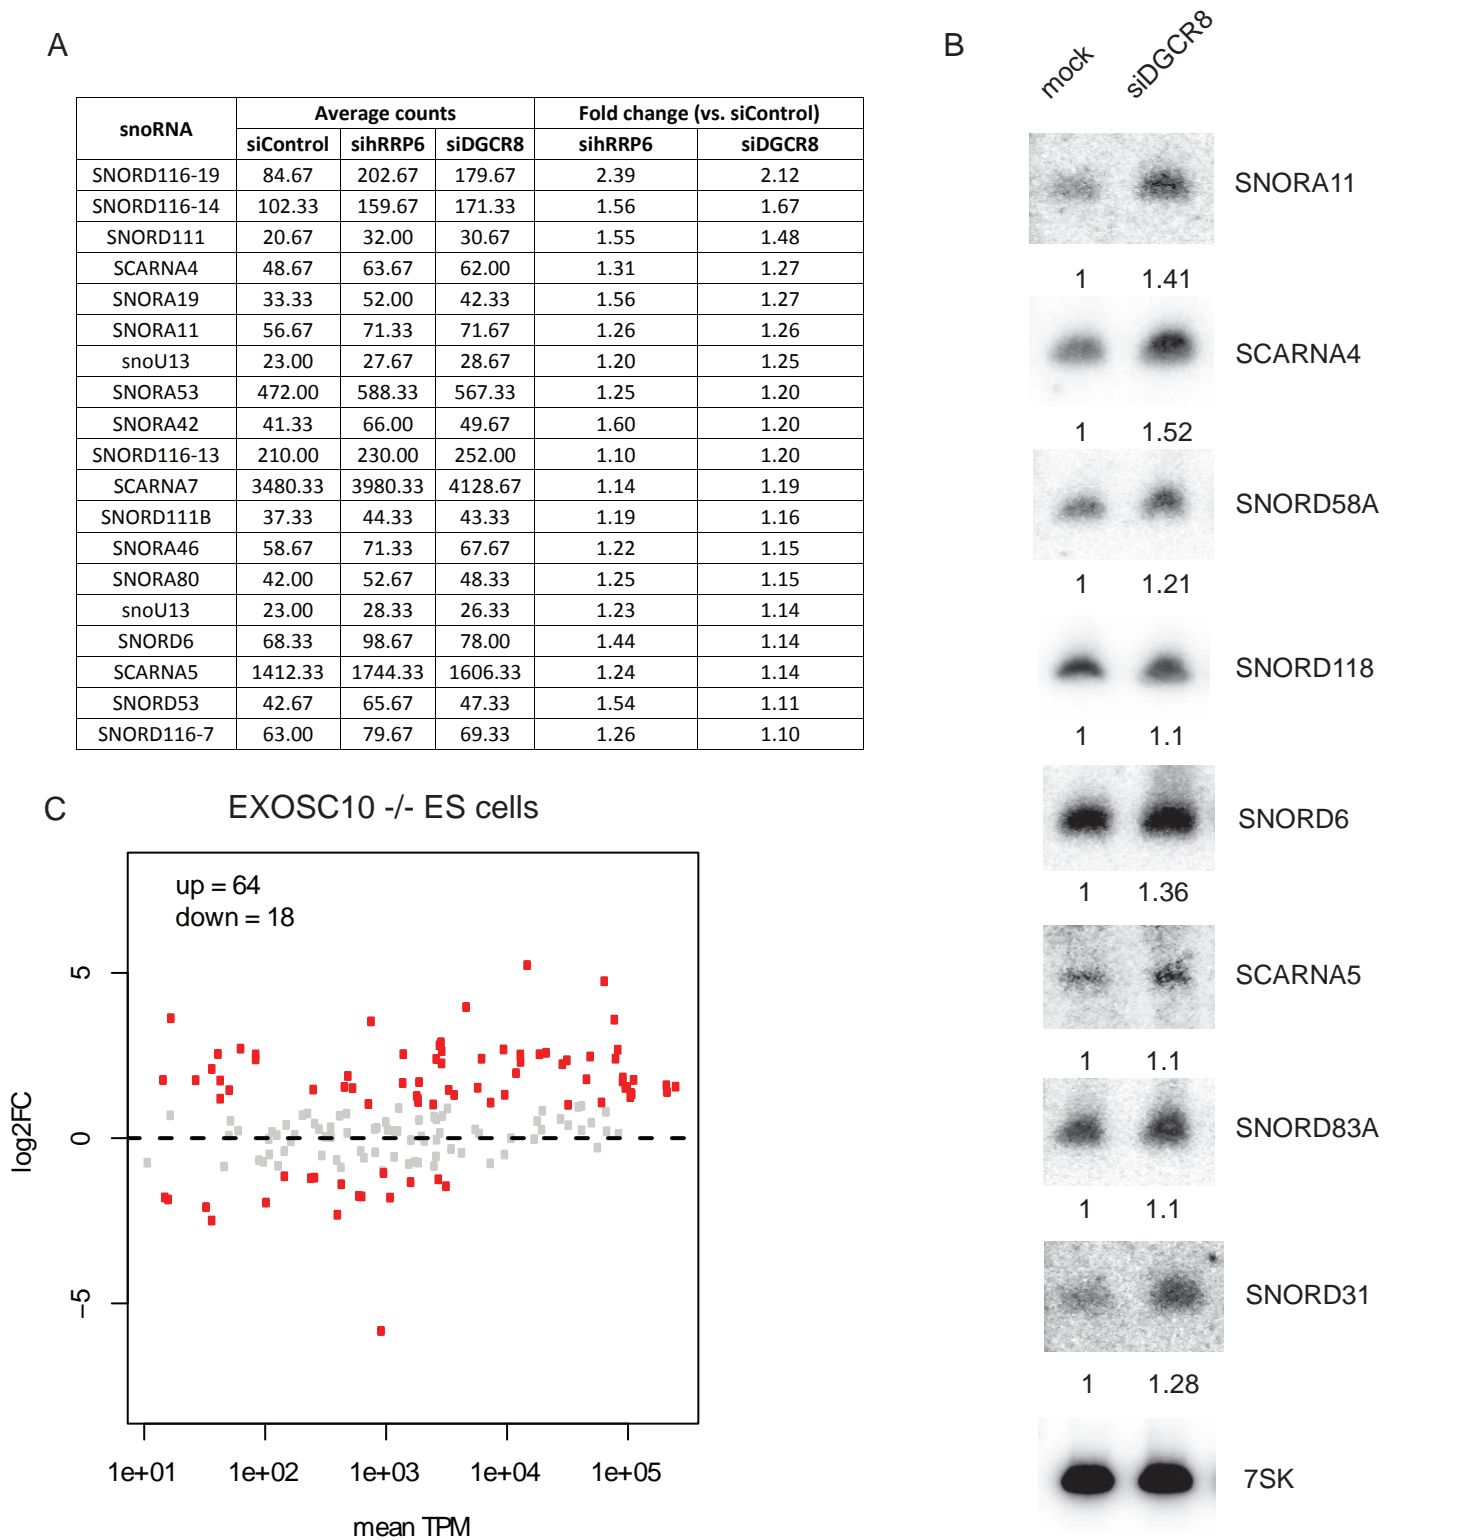 A
snoRNA Average counts Fold change (vs. siControl)
siControl sihRRP6 siDGCR8 sihRRP6 siDGCR8
SNORD116-19 84.67 202.67 179.67 2.39 2.12
SNORD116-14 102.33 159.67 171.33 1.56 1.67
SNORD111 20.67 32.00 30.67 1.55 1.48
SCARNA4 48.67 63.67 62.00 1.31 1.27
SNORA19 33.33 52.00 42.33 1.56 1.27
SNORA11 56.67 71.33 71.67 1.26 1.26
snoU13 23.00 27.67 28.67 1.20 1.25
SNORA53 472.00 588.33 567.33 1.25 1.20
SNORA42 41.33 66.00 49.67 1.60 1.20
SNORD116-13 210.00 230.00 252.00 1.10 1.20
SCARNA7 3480.33 3980.33 4128.67 1.14 1.19
SNORD111B 37.33 44.33 43.33 1.19 1.16
SNORA46 58.67 71.33 67.67 1.22 1.15
SNORA80 42.00 52.67 48.33 1.25 1.15
snoU13 23.00 28.33 26.33 1.23 1.14
SNORD6 68.33 98.67 78.00 1.44 1.14
SCARNA5 1412.33 1744.33 1606.33 1.24 1.14
SNORD53 42.67 65.67 47.33 1.54 1.11
SNORD116-7 63.00 79.67 69.33 1.26 1.10
B
mock siDGCR8
SNORA11
1 1.41
SCARNA4
1 1.52
SNORD58A
1 1.21
SNORD118
1 1.1
SNORD6
1 1.36
SCARNA5
1 1.1
SNORD83A
1 1.1
SNORD31
1 1.28
7SK
C
EXOSC10 -/- ES cells
up = 64
down = 18
5
0
−5
log2FC
1e+01 1e+02 1e+03 1e+04 1e+05
mean TPM